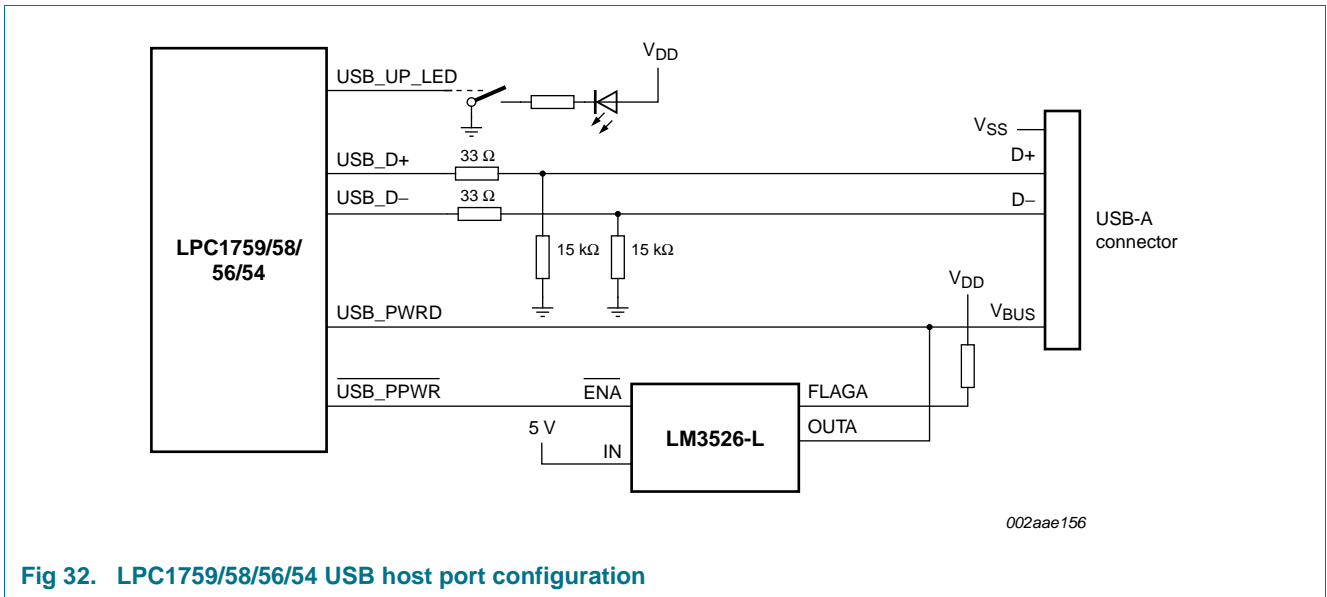 USB_UP_LED
VDD
VSS
USB_D+
33 Ω
D+
USB_D−
33 Ω
D−
LPC1759/58/
56/54
15 kΩ
15 kΩ
USB-A
connector
VDD
USB_PWRD
VBUS
USB_PPWR
ENA
FLAGA
5 V
IN
LM3526-L
OUTA
002aae156
Fig 32. LPC1759/58/56/54 USB host port configuration